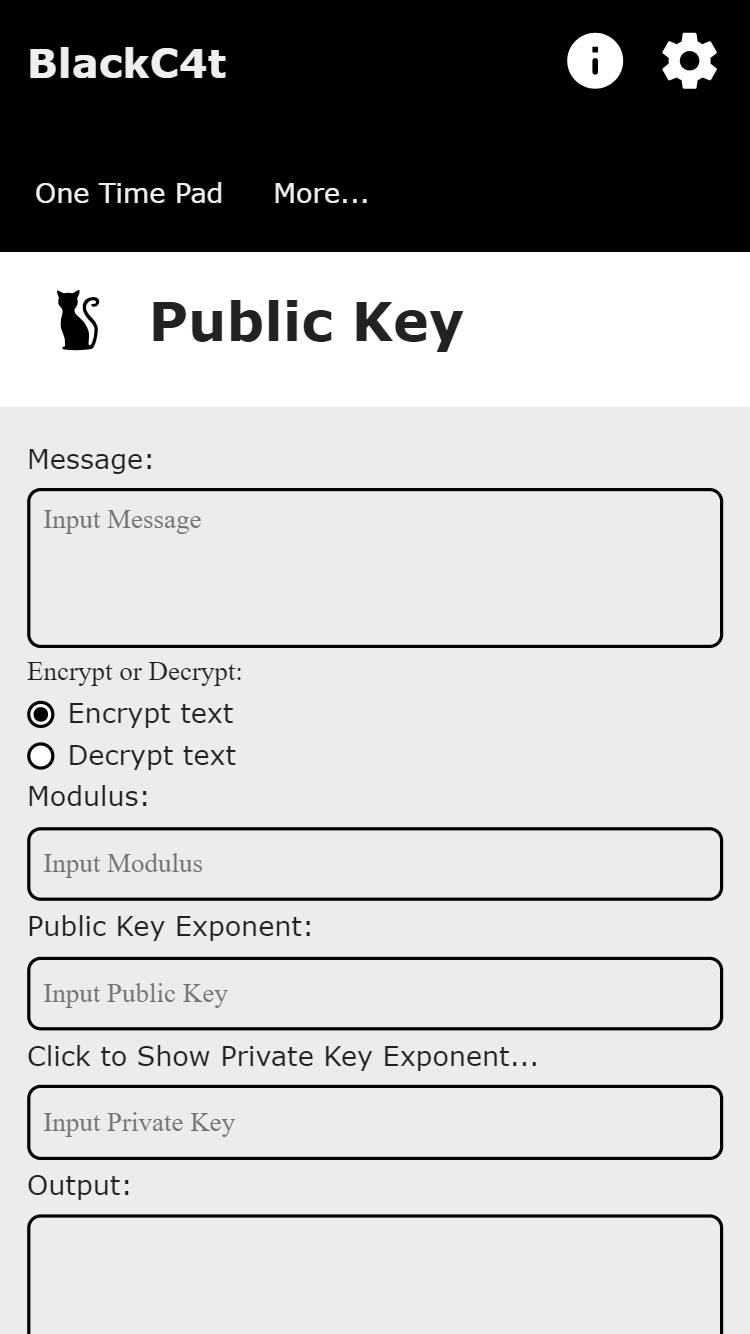 BlackC4t
One Time Pad More...
Public Key
Message:
Input Message
Encrypt or Decrypt:
Encrypt text
Decrypt text
Modulus:
Input Modulus
Public Key Exponent:
Input Public Key
Click to Show Private Key Exponent...
Input Private Key
Output: